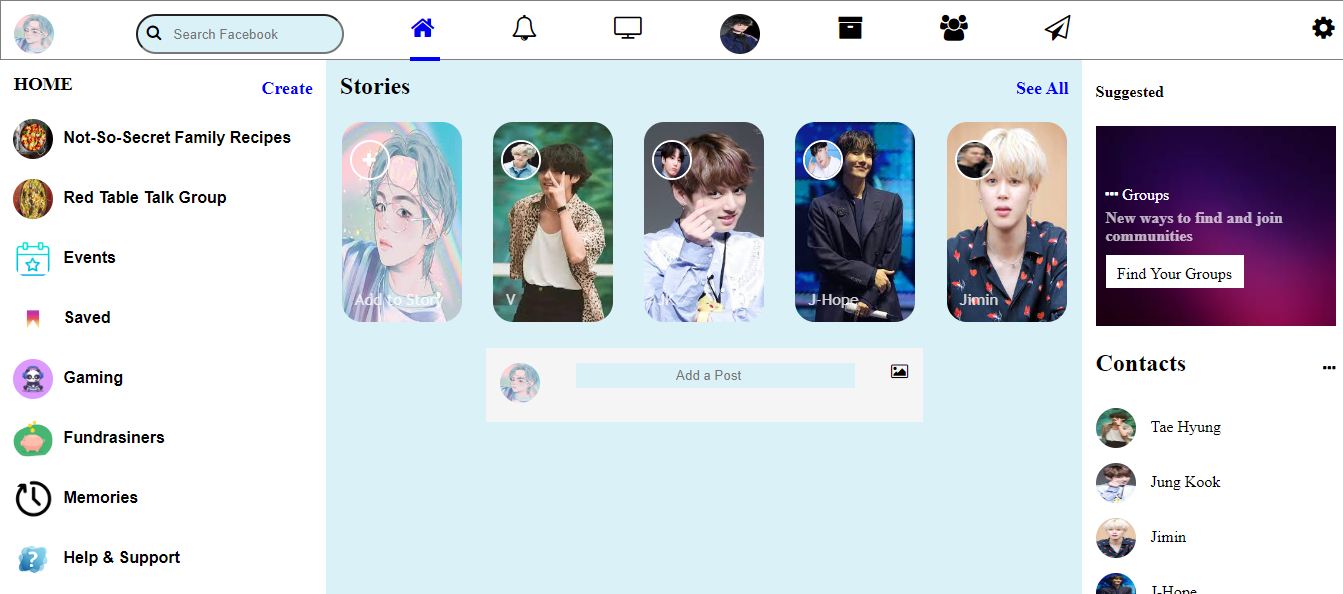 Search Facebook
HOME
Create
Not-So-Secret Family Recipes
Red Table Talk Group
Events
Saved
Gaming
Fundrasiners
Memories
Help & Support
Stories
See All
Add to Story
V
JK
J-Hope
Jimin
Add a Post
Suggested
Groups
New ways to find and join
communities
Find Your Groups
Contacts
Tae Hyung
Jung Kook
Jimin
J-Hope